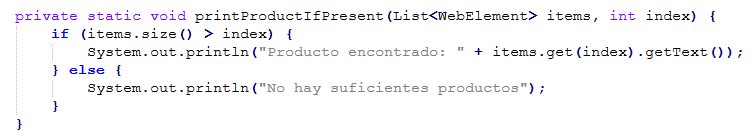 private static void printProductIfPresent(List<WebElement> items, int index) {
    if (items.size() > index) {
        System.out.println("Producto encontrado: " + items.get(index).getText());
    } else {
        System.out.println("No hay suficientes productos");
    }
}